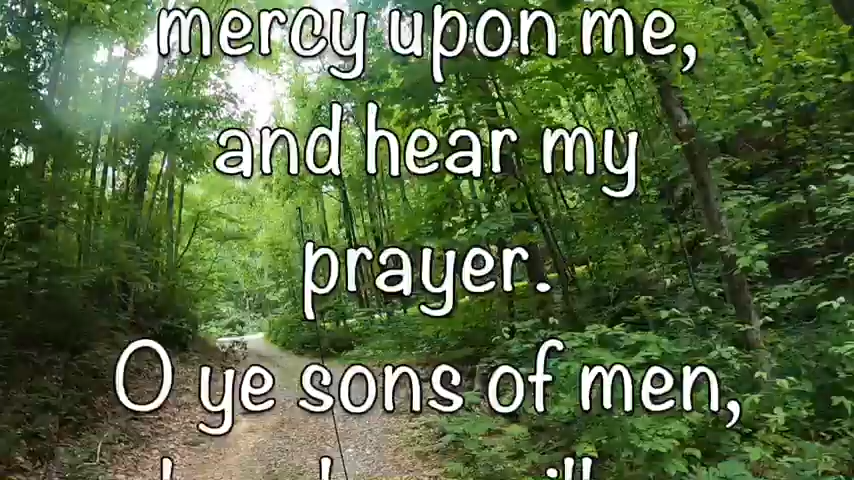 mercy upon me,
and hear my
prayer.
O ye sons of men,